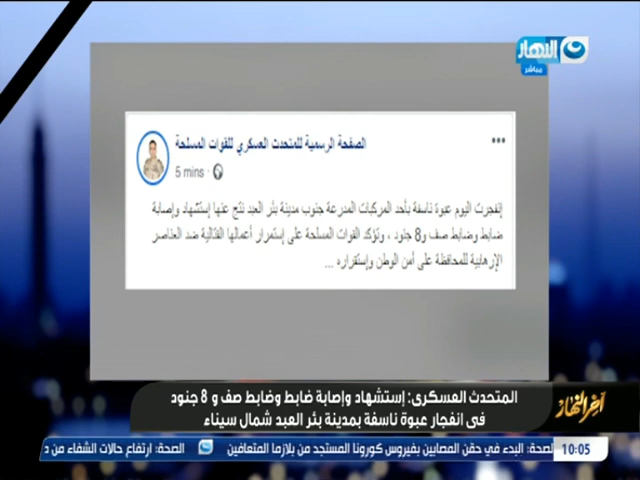 النهار
مباشر
الصفحة الرسمية للمتحدث العسكري للقوات المسلحة
5 mins
إنفجرت اليوم عبوة ناسفة بأحد المركبات المدرعة جنوب مدينة بئر العبد نتج عنها إستشهاد وإصابة
ضابط وضابط صف و8 جنود ، وتؤكد القوات المسلحة على إستمرار أعمالها القتالية ضد العناصر
الإرهابية للمحافظة على أمن الوطن وإستقراره ...
المتحدث العسكرى: إستشهاد وإصابة ضابط وضابط صف و 8 جنود
فى انفجار عبوة ناسفة بمدينة بئر العبد شمال سيناء
آخر النهار
10:05 الصحة: البدء في حقن المصابين بفيروس كورونا المستجد من بلازما المتعافين الصحة: ارتفاع حالات الشفاء من